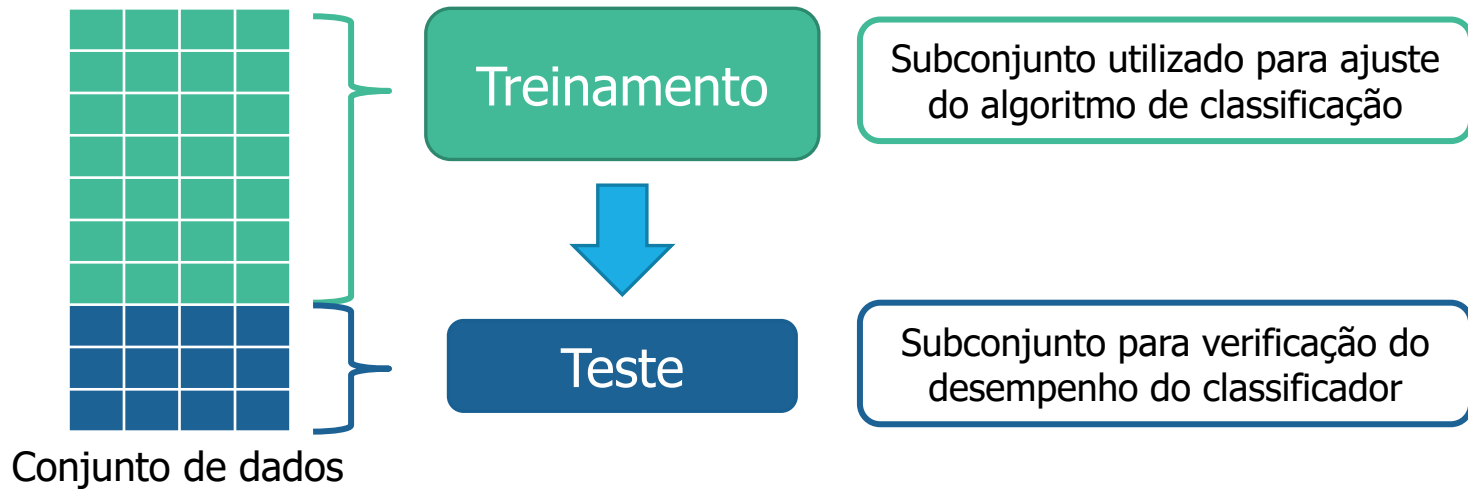 Treinamento
Subconjunto utilizado para ajuste
do algoritmo de classificação
Teste
Subconjunto para verificação do
desempenho do classificador
Conjunto de dados